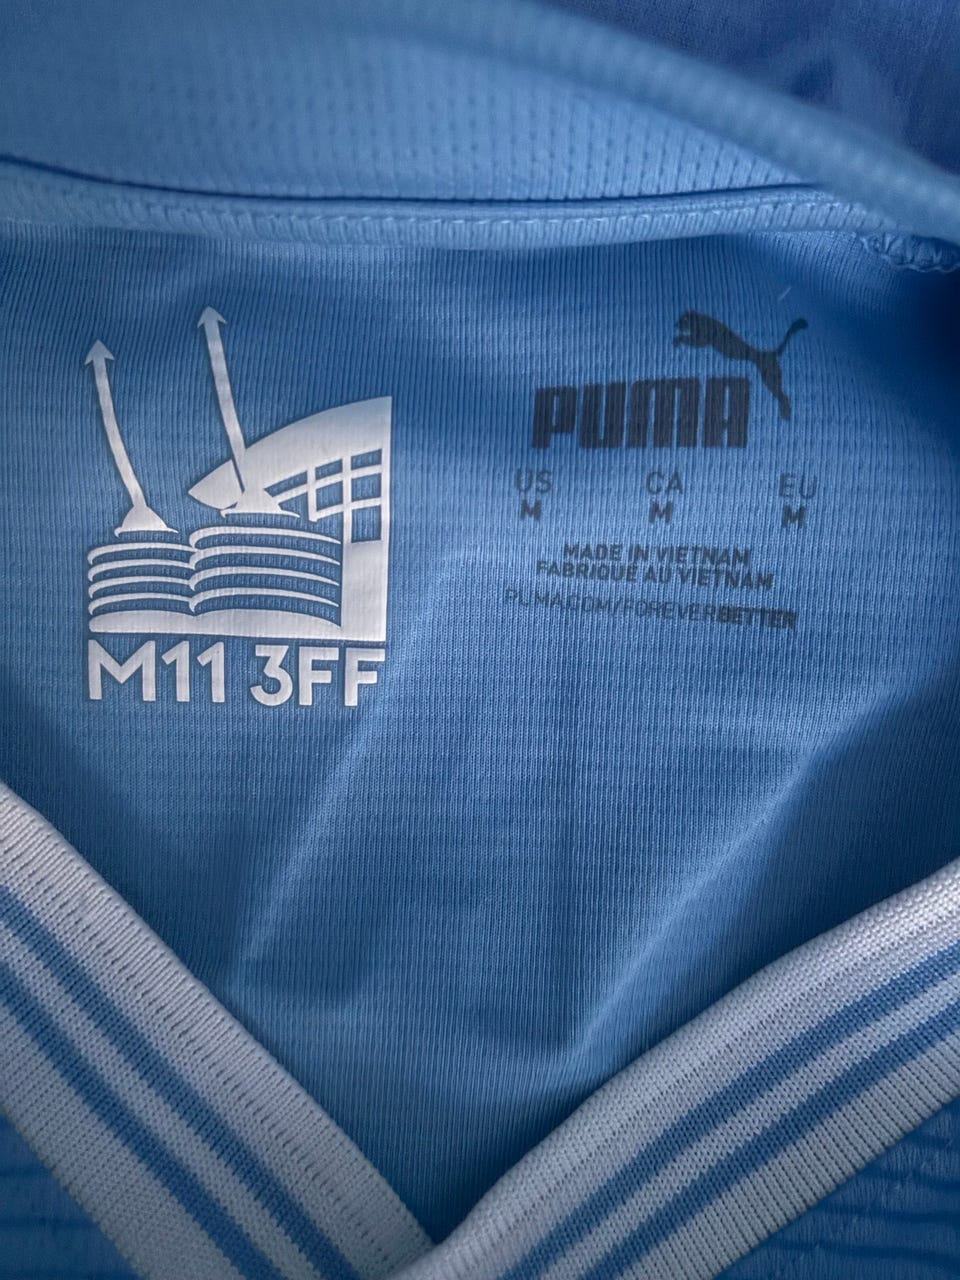 M11 3FF
PUMA
US CA EU
M M M
MADE IN VIETNAM
FABRIQUÉ AU VIETNAM
PUMA.COM/FOREVERBETTER